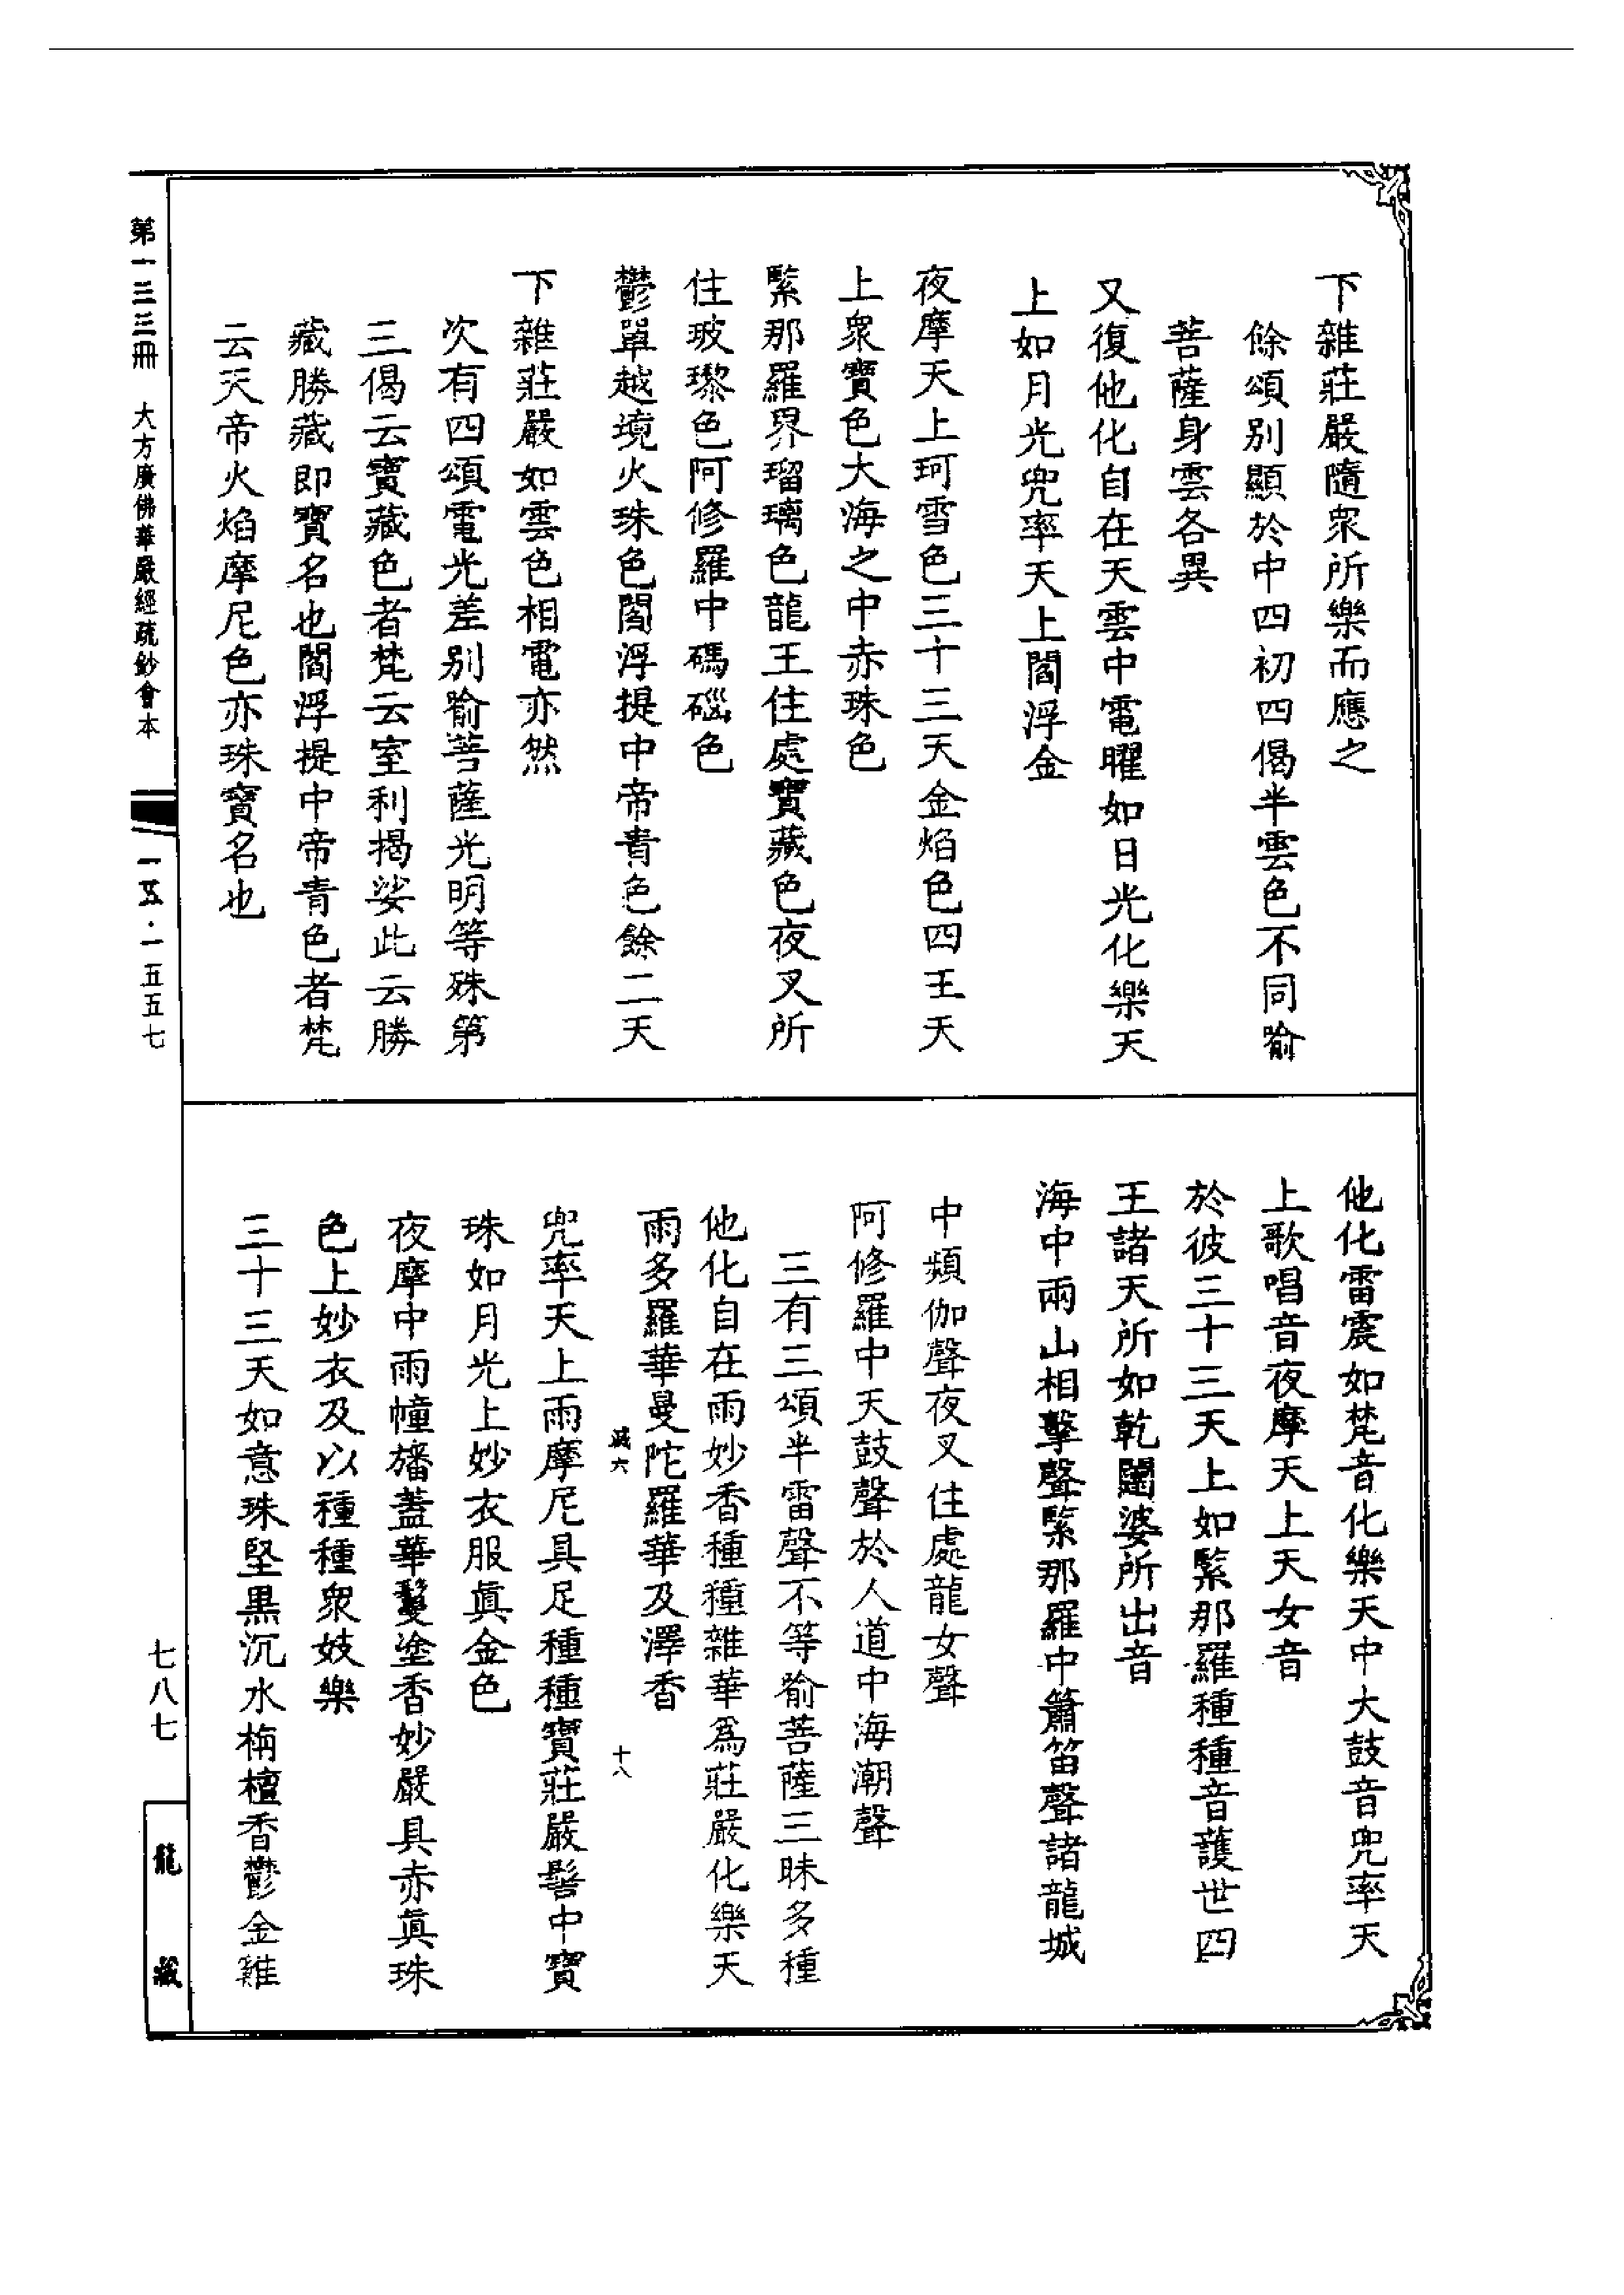 下雜莊嚴隨衆所樂而應之
餘頌別顯於中四初四偈半雲色不同喻
菩薩身雲各異
又復他化自在天雲中電曜如日光化樂天
上如月光兜率天上閻浮金
夜摩天上珂雪色三十三天金焰色四王天
上衆寶色大海之中赤珠色
緊那羅界瑠璃色龍王住處寶藏色夜叉所
住玻瓈色阿修羅中碼碯色
鬱單越境火珠色閻浮提中帝青色餘二天
下雜莊嚴如雲色相電亦然
次有四頌電光差別喻菩薩光明等殊第
三偈云寶藏色者梵云室利揭娑此云勝
藏勝藏即寶名也閻浮提中帝青色者梵
云天帝火焰摩尼色亦珠寶名也
他化雷震如梵音化樂天中大鼓音兜率天
上歌唱音夜摩天上天女音
於彼三十三天上如緊那羅種種音護世四
王諸天所如乾闥婆所出音
海中兩山相擊聲緊那羅中簫笛聲諸龍城
中頻伽聲夜叉住處龍女聲
阿修羅中天鼓聲於人道中海潮聲
三有三頌半雷聲不等喻菩薩三昧多種
他化自在雨妙香種種雜華爲莊嚴化樂天
雨多羅華曼陀羅華及澤香
十八
兜率天上雨摩尼具足種種寶莊嚴髻中寶
珠如月光上妙衣服眞金色
夜摩中雨幢旛蓋華鬘塗香妙嚴具赤眞珠
色上妙衣及以種種衆妓樂
三十三天如意珠堅黒沉水栴檀香鬱金雞
第一三三冊 大方廣佛華嚴經疏鈔會本
一五·一五五七
七八七
龍藏